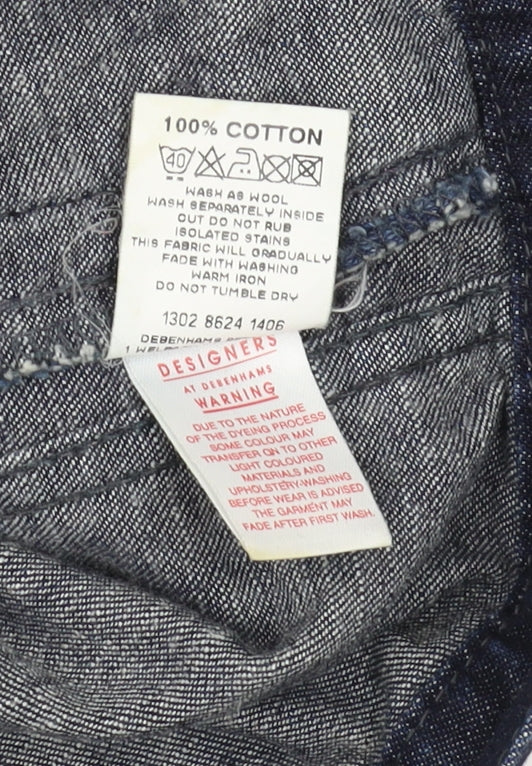 100% COTTON
40
WASH AS WOOL
WASH SEPARATELY INSIDE
OUT DO NOT RUB
ISOLATED STAINS
THIS FABRIC WILL GRADUALLY
FADE WITH WASHING
WARM IRON
DO NOT TUMBLE DRY
1302 8624 1406
DEBENHAMS
DESIGNERS
AT DEBENHAMS
WARNING
DUE TO THE NATURE
OF THE DYEING PROCESS
SOME COLOUR MAY
TRANSFER ON TO OTHER
LIGHT COLOURED
MATERIALS AND
UPHOLSTERY-WASHING
BEFORE WEAR IS ADVISED
THE GARMENT MAY
FADE AFTER FIRST WASH.